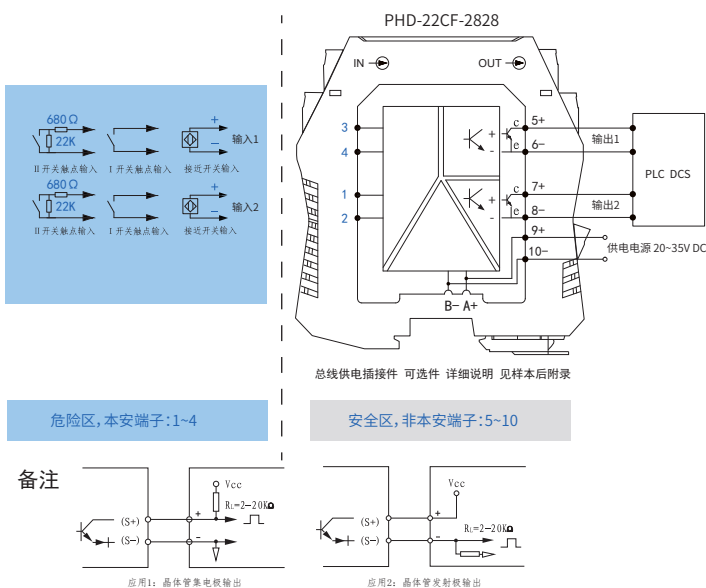 PHD-22CF-2828
IN
OUT
680Ω
22K
+
−
输入1
II开关触点输入
I开关触点输入
接近开关输入
680Ω
22K
+
−
输入2
II开关触点输入
I开关触点输入
接近开关输入
3
4
1
2
+
-
c
e
5+
6−
输出1
+
-
c
e
7+
8−
输出2
PLC DCS
9+
10−
供电电源 20~35V DC
B− A+
总线供电插接件 可选件 详细说明 见样本后附录
危险区,本安端子:1~4
安全区,非本安端子:5~10
备注
(S+)
(S−)
+
-
Vcc
RL=2−20KΩ
应用1: 晶体管集电极输出
(S+)
(S−)
+
-
Vcc
RL=2−20KΩ
应用2: 晶体管发射极输出